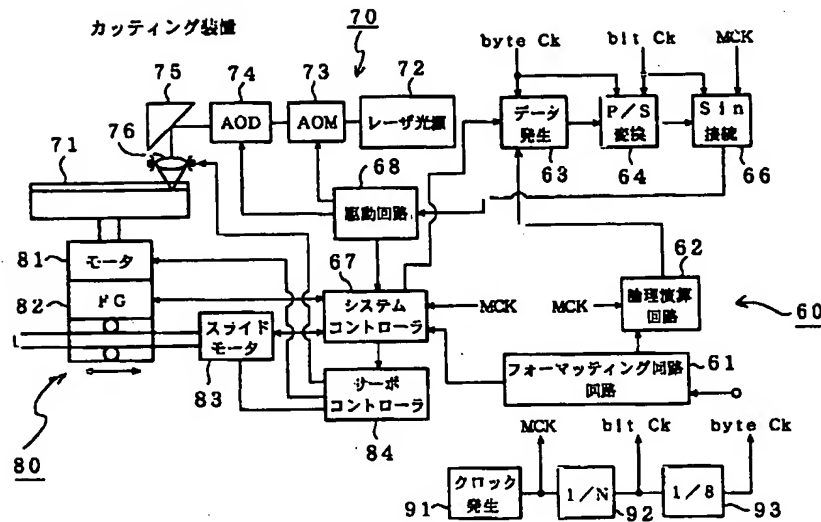 カッティング装置
70
byte Ck
bit Ck
MCK
75
74
73
72
AOD
AOM
レーザ光源
データ
発生
63
P/S
変換
64
Sin
接続
66
76
71
68
駆動回路
81
モータ
82
FG
67
システム
コントローラ
MCK
MCK
62
論理演算
回路
60
スライド
モータ
83
サーボ
コントローラ
84
61
フォーマッティング回路
回路
80
MCK
bit Ck
byte Ck
91
クロック
発生
1/N
92
1/8
93